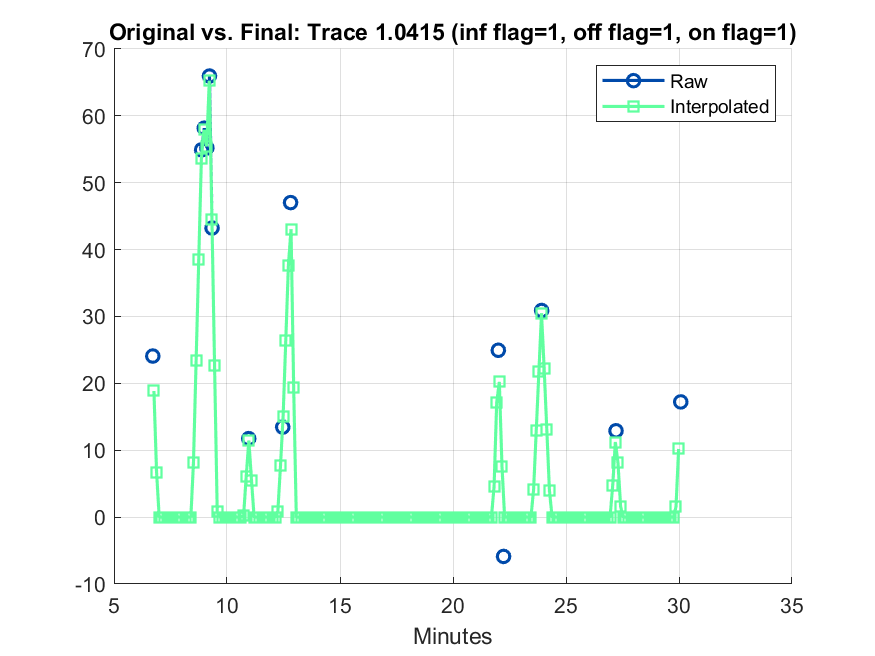 Original vs. Final: Trace 1.0415 (inf flag=1, off flag=1, on flag=1)
70
60
50
40
30
20
10
0
-10
Raw
Interpolated
5 10 15 20 25 30 35
Minutes